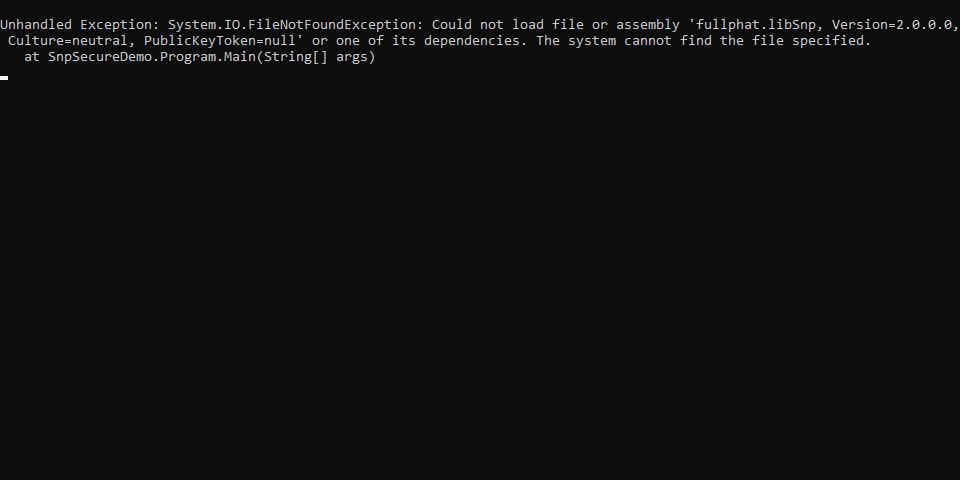 Unhandled Exception: System.IO.FileNotFoundException: Could not load file or assembly 'fullphat.libSnp, Version=2.0.0.0,
Culture=neutral, PublicKeyToken=null' or one of its dependencies. The system cannot find the file specified.
at SnpSecureDemo.Program.Main(String[] args)